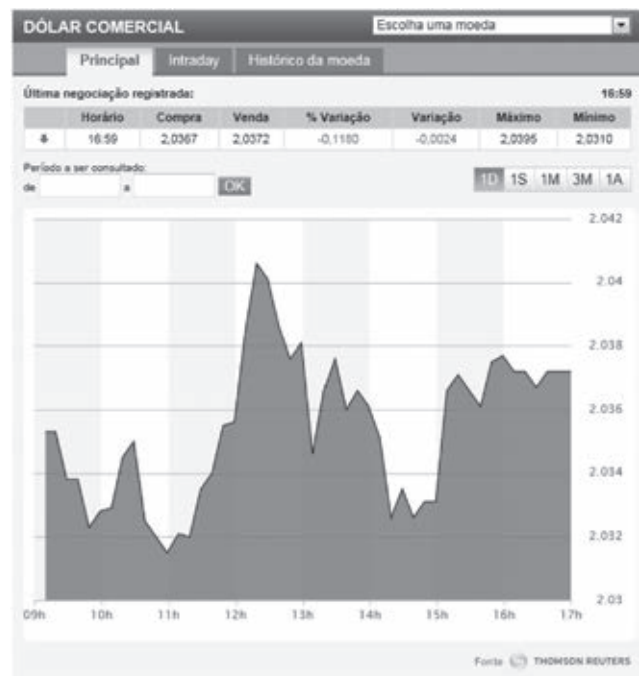 DÓLAR COMERCIAL Escolha uma moeda
Principal Intraday Histórico da moeda
Última negociação registrada: 16:59
Horário Compra Venda % Variação Variação Máximo Mínimo
16:59 2,0367 2,0372 -0,1180 -0,0024 2,0395 2,0310
Período a ser consultado:
de a OK 1D 1S 1M 3M 1A
2.042
2.04
2.038
2.036
2.034
2.032
2.03
09h 10h 11h 12h 13h 14h 15h 16h 17h
Fonte THOMSON REUTERS